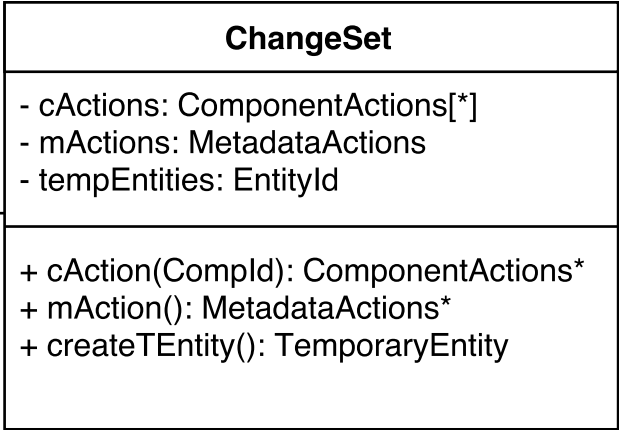 ChangeSet
- cActions: ComponentActions[*]
- mActions: MetadataActions
- tempEntities: EntityId
+ cAction(CompId): ComponentActions*
+ mAction(): MetadataActions*
+ createTEntity(): TemporaryEntity